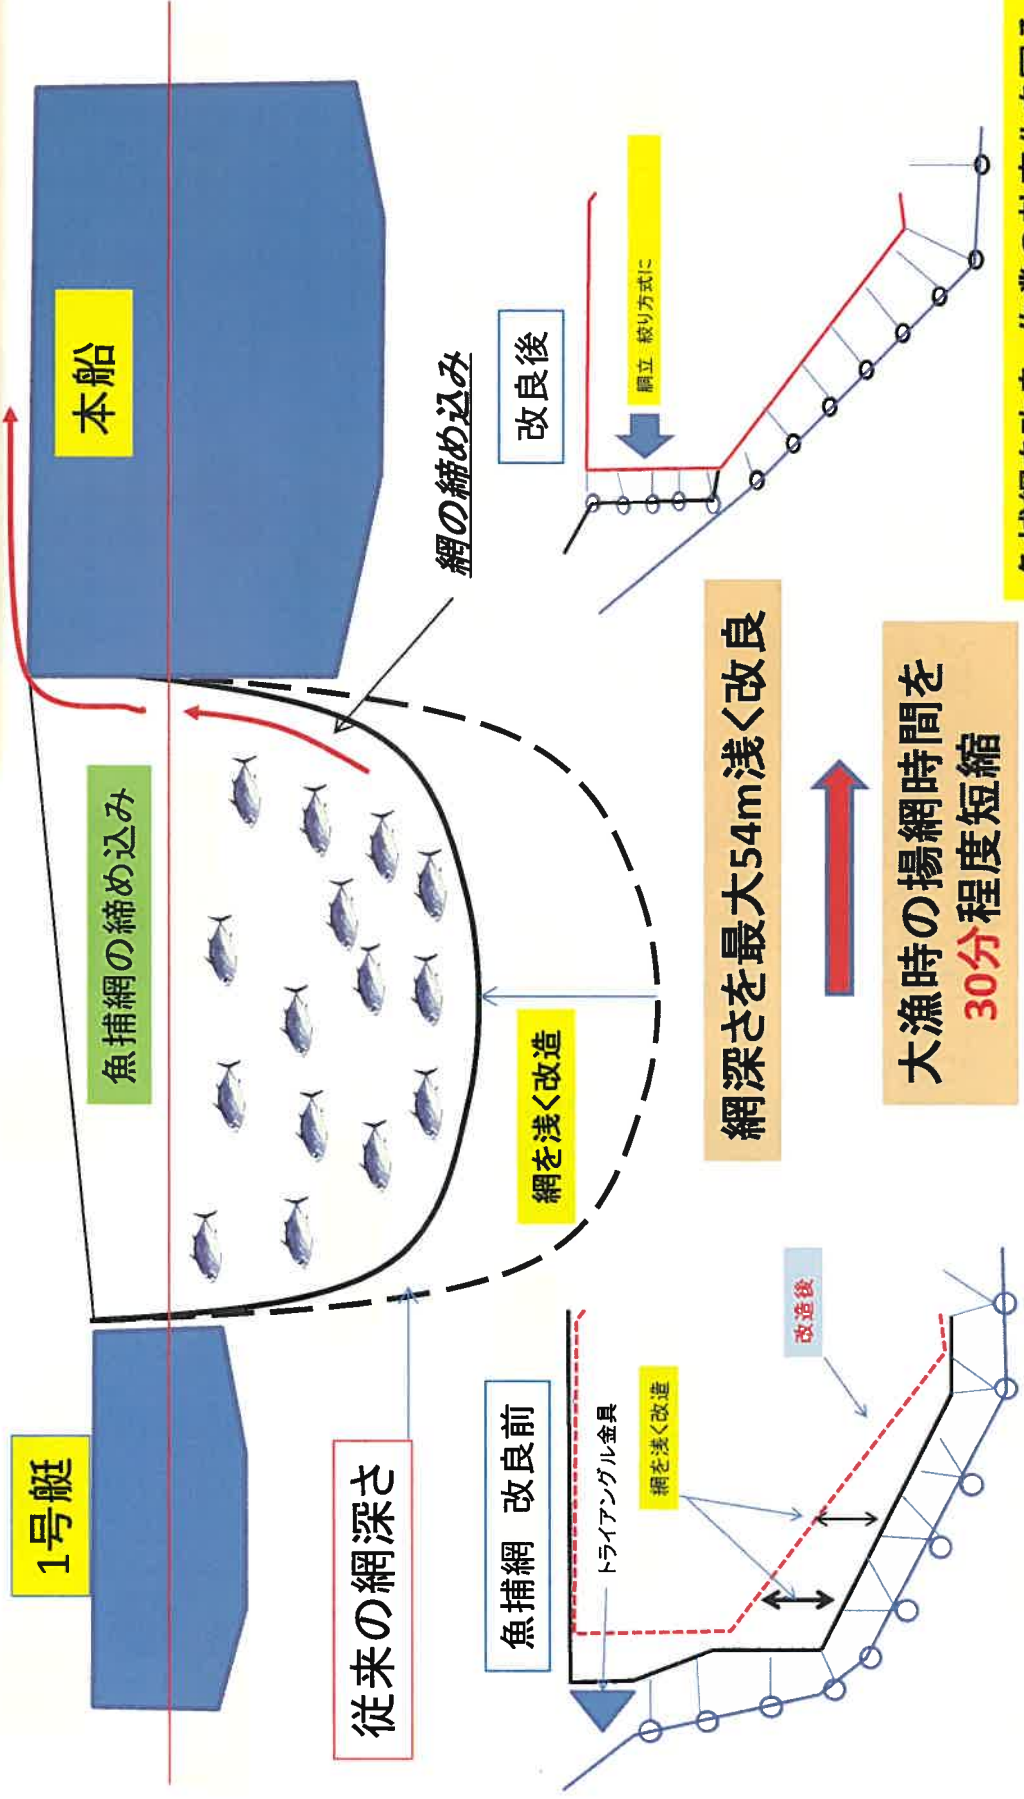 1号艇
本船
魚捕網の締め込み
網の締め込み
従来の網深さ
網を浅く改造
魚捕網 改良前
トライアングル金具
網を浅く改造
改造後
網深さを最大54m浅く改良
大漁時の揚網時間を
30分程度短縮
改良後
胴立 絞り方式に